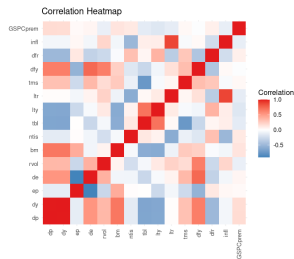 Correlation Heatmap
GSPCprem
infl
dfr
dfy
tms
ltr
lty
tbl
ntis
bm
rvol
de
ep
dy
dp
dp
dy
ep
de
rvol
bm
ntis
tbl
lty
ltr
tms
dfy
dfr
infl
GSPCprem
Correlation
1.0
0.5
0.0
-0.5